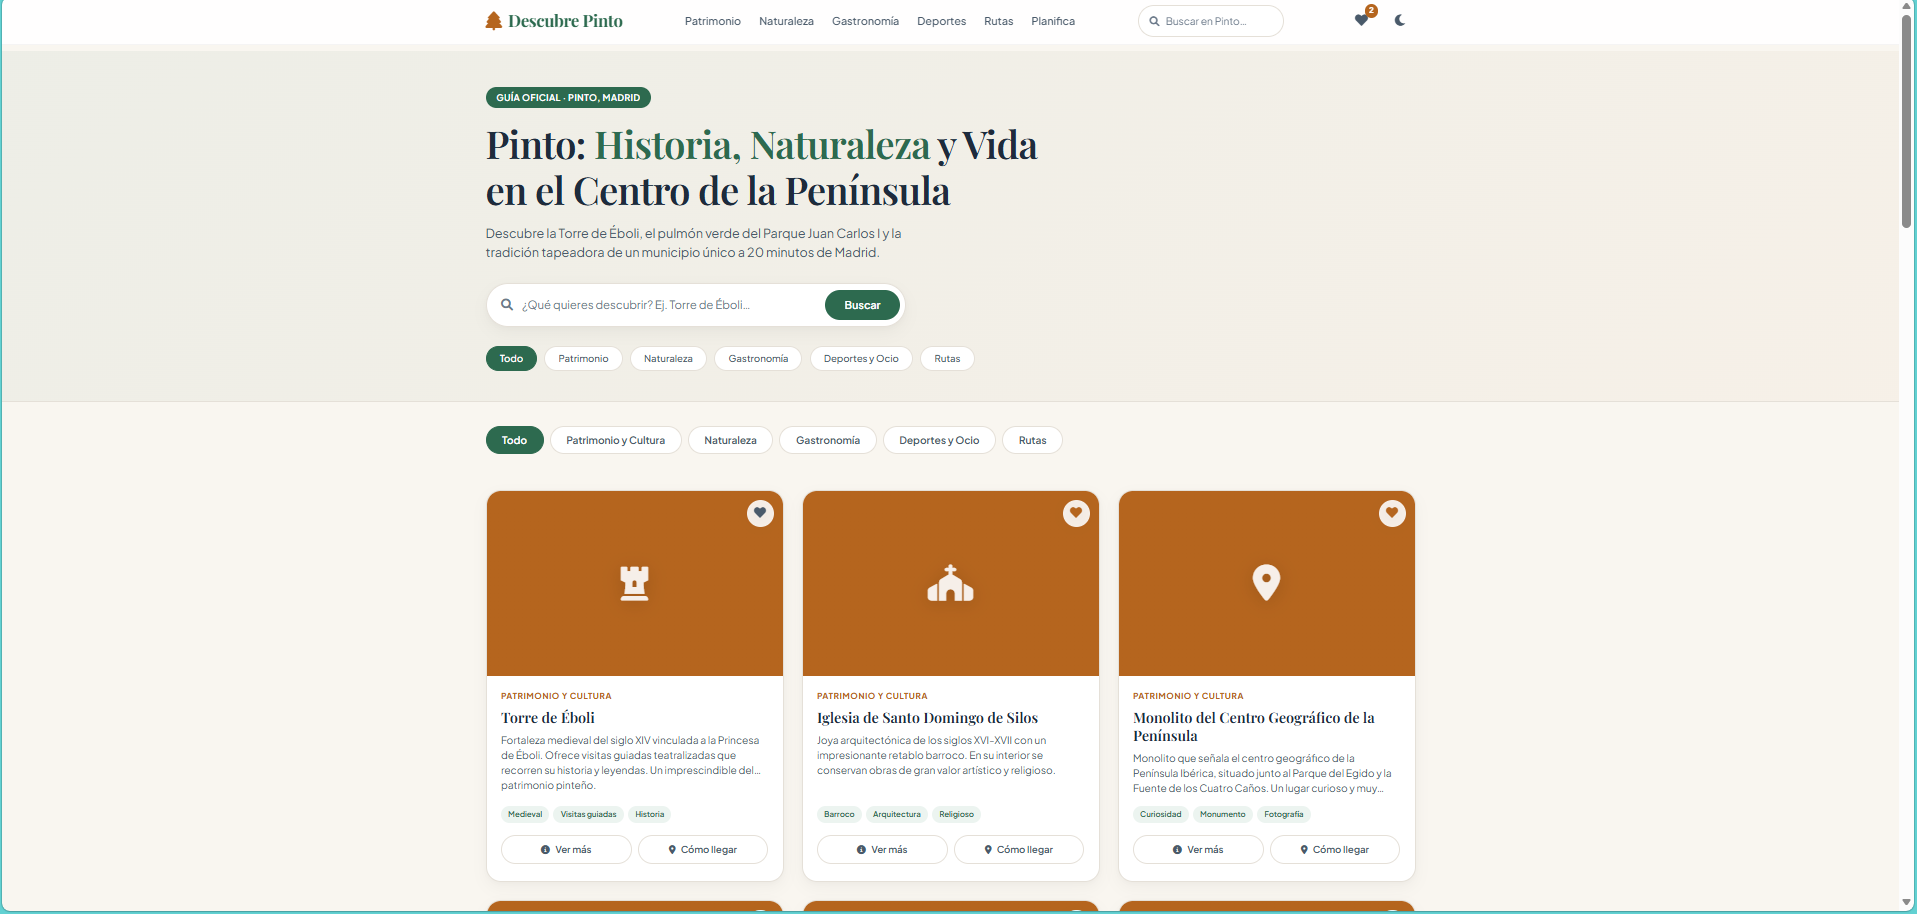 Descubre Pinto
Patrimonio Naturaleza Gastronomía Deportes Rutas Planifica
Buscar en Pinto...
2
GUÍA OFICIAL · PINTO, MADRID
Pinto: Historia, Naturaleza y Vida
en el Centro de la Península
Descubre la Torre de Éboli, el pulmón verde del Parque Juan Carlos I y la
tradición tapeadora de un municipio único a 20 minutos de Madrid.
¿Qué quieres descubrir? Ej. Torre de Éboli...
Buscar
Todo Patrimonio Naturaleza Gastronomía Deportes y Ocio Rutas
Todo Patrimonio y Cultura Naturaleza Gastronomía Deportes y Ocio Rutas
PATRIMONIO Y CULTURA
Torre de Éboli
Fortaleza medieval del siglo XIV vinculada a la Princesa
de Éboli. Ofrece visitas guiadas teatralizadas que
recorren su historia y leyendas. Un imprescindible del...
patrimonio pinteño.
Medieval Visitas guiadas Historia
Ver más Cómo llegar
PATRIMONIO Y CULTURA
Iglesia de Santo Domingo de Silos
Joya arquitectónica de los siglos XVI-XVII con un
impresionante retablo barroco. En su interior se
conservan obras de gran valor artístico y religioso.
Barroco Arquitectura Religioso
Ver más Cómo llegar
PATRIMONIO Y CULTURA
Monolito del Centro Geográfico de la
Península
Monolito que señala el centro geográfico de la
Península Ibérica, situado junto al Parque del Egido y la
Fuente de los Cuatro Caños. Un lugar curioso y muy...
Curiosidad Monumento Fotografía
Ver más Cómo llegar